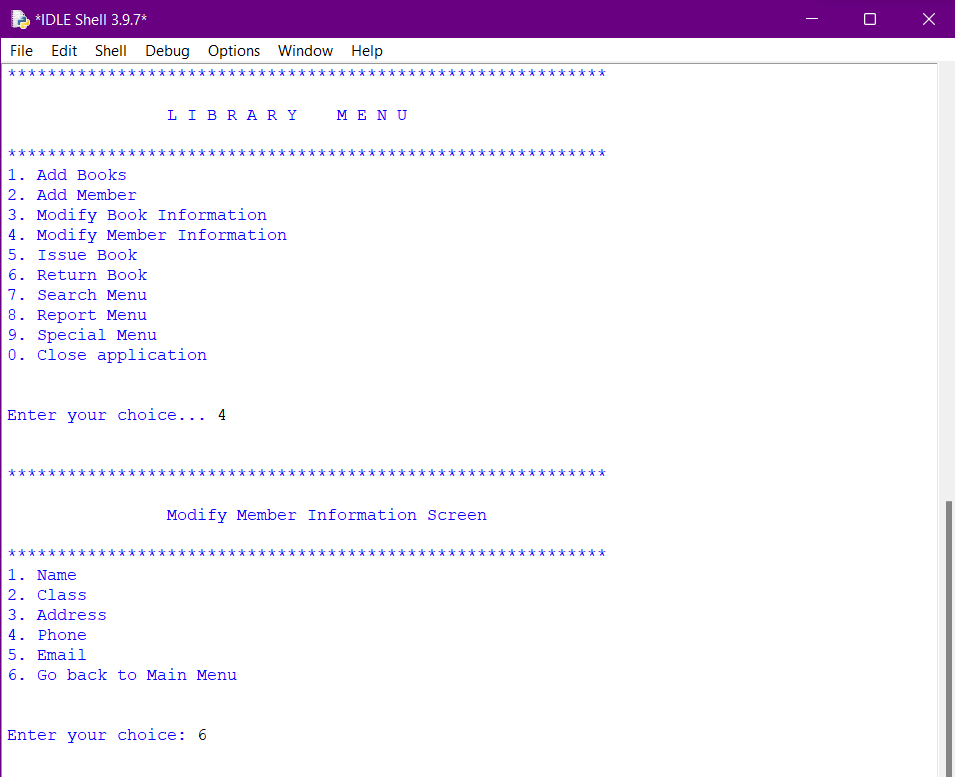 *IDLE Shell 3.9.7*
File Edit Shell Debug Options Window Help
************************************************************
L I B R A R Y    M E N U
************************************************************
1. Add Books
2. Add Member
3. Modify Book Information
4. Modify Member Information
5. Issue Book
6. Return Book
7. Search Menu
8. Report Menu
9. Special Menu
0. Close application
Enter your choice... 4
************************************************************
Modify Member Information Screen
************************************************************
1. Name
2. Class
3. Address
4. Phone
5. Email
6. Go back to Main Menu
Enter your choice: 6